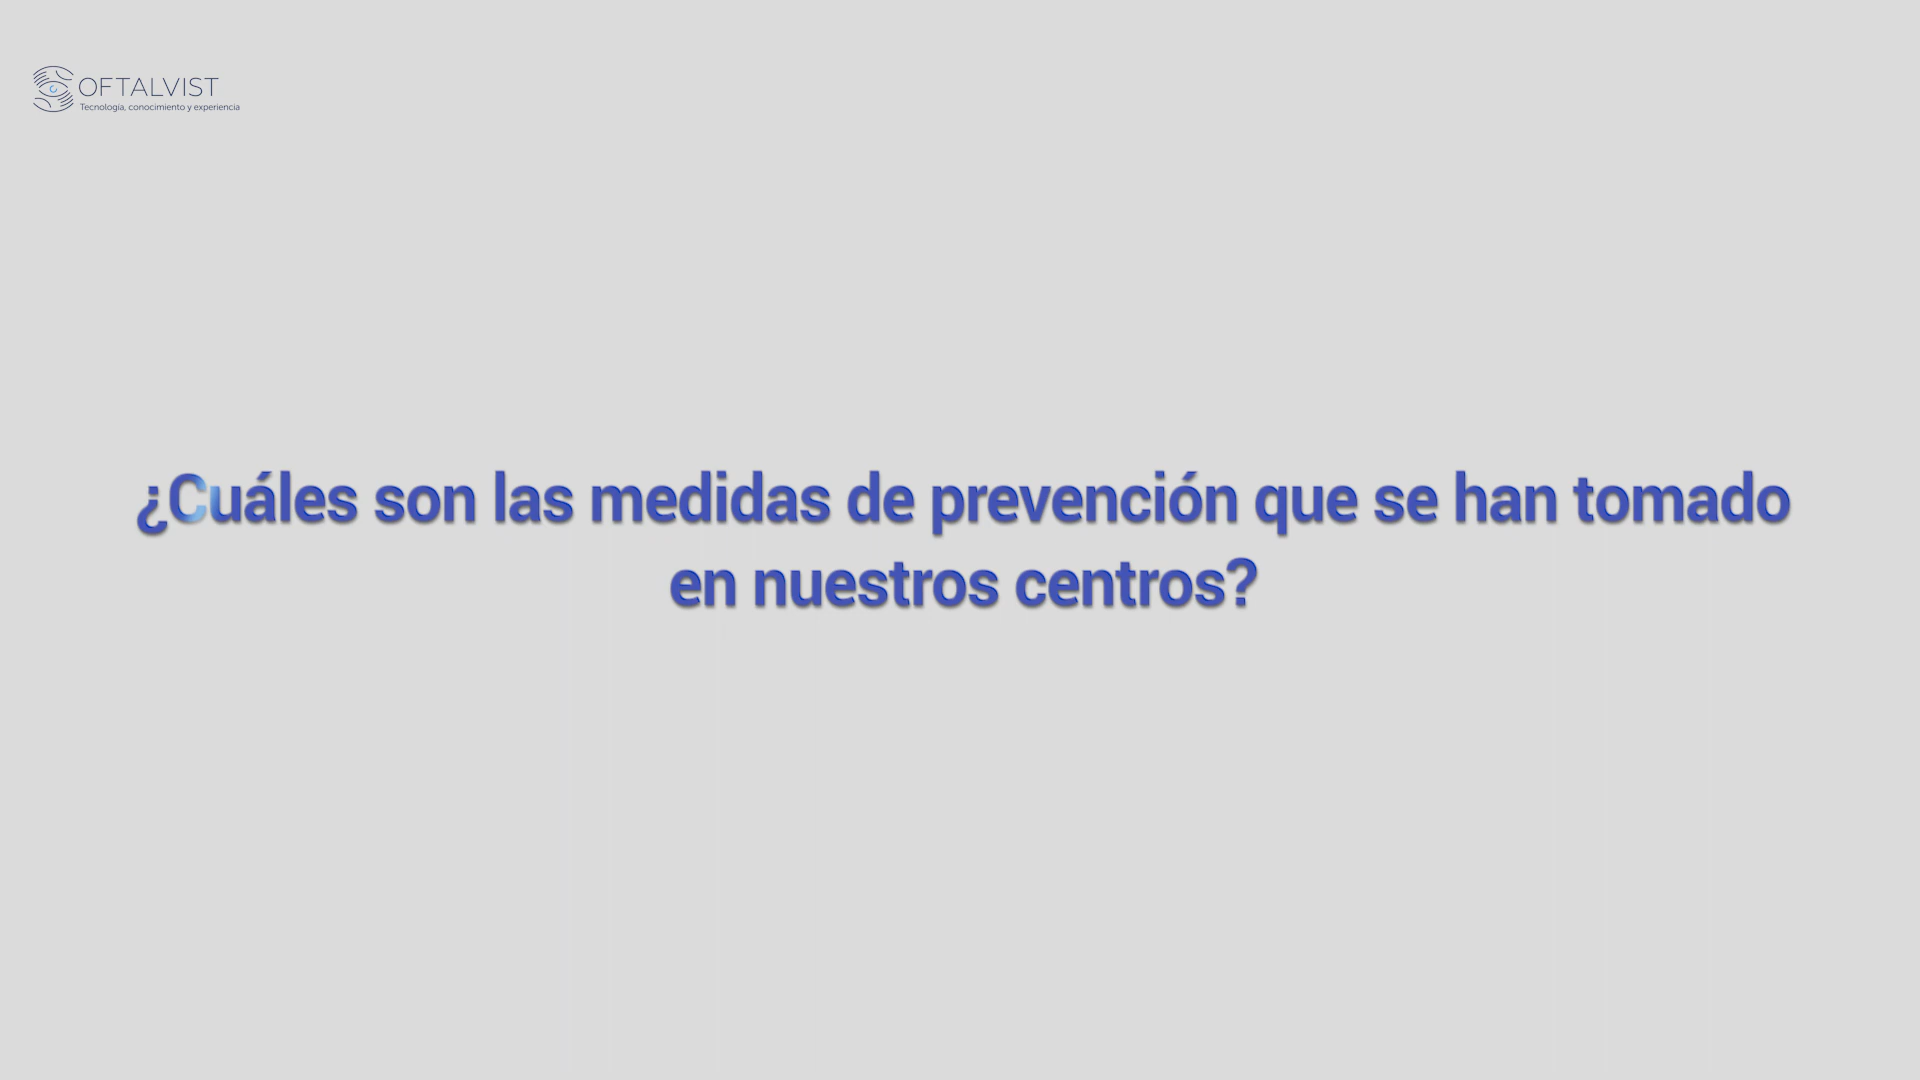 OFTALVIST
Tecnología, conocimiento y experiencia
¿Cuáles son las medidas de prevención que se han tomado
en nuestros centros?